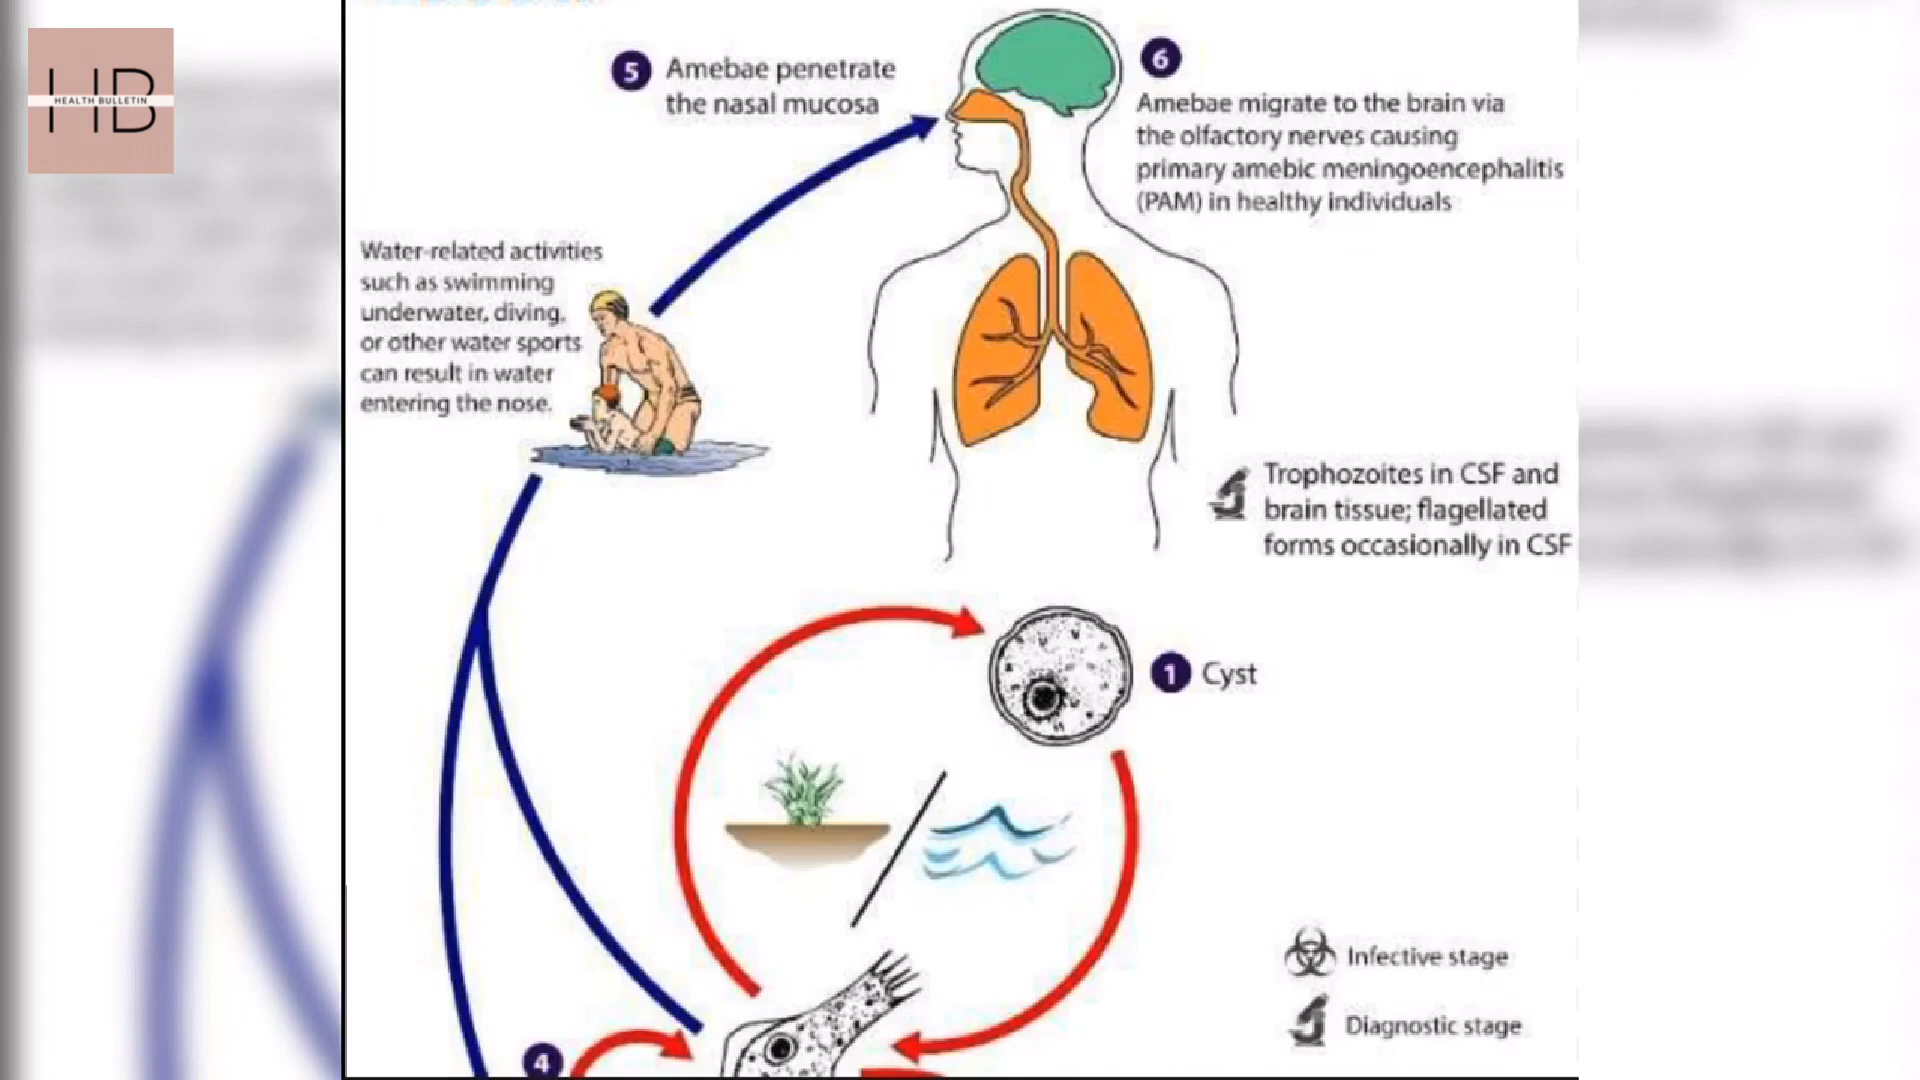 HB
HEALTH BULLETIN
5 Amebae penetrate
the nasal mucosa
6
Amebae migrate to the brain via
the olfactory nerves causing
primary amebic meningoencephalitis
(PAM) in healthy individuals
Water-related activities
such as swimming
underwater, diving,
or other water sports
can result in water
entering the nose.
Trophozoites in CSF and
brain tissue; flagellated
forms occasionally in CSF
1 Cyst
Infective stage
Diagnostic stage
4